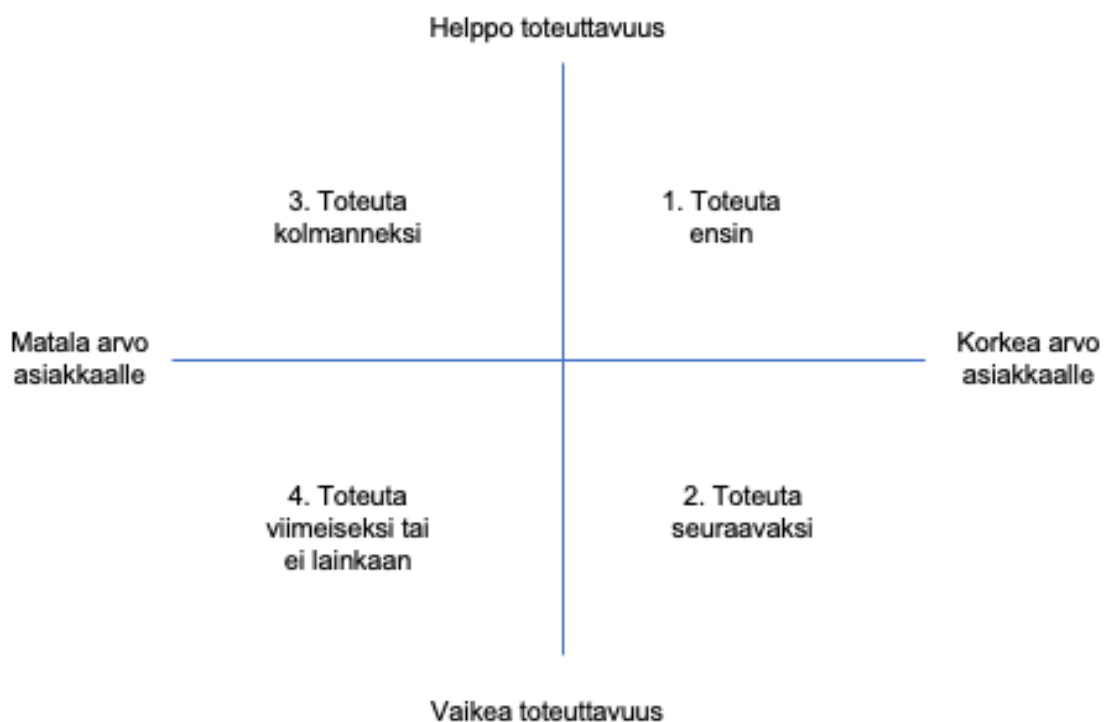 Helppo toteuttavuus
3. Toteuta
kolmanneksi
1. Toteuta
ensin
Matala arvo
asiakkaalle
Korkea arvo
asiakkaalle
4. Toteuta
viimeiseksi tai
ei lainkaan
2. Toteuta
seuraavaksi
Vaikea toteuttavuus